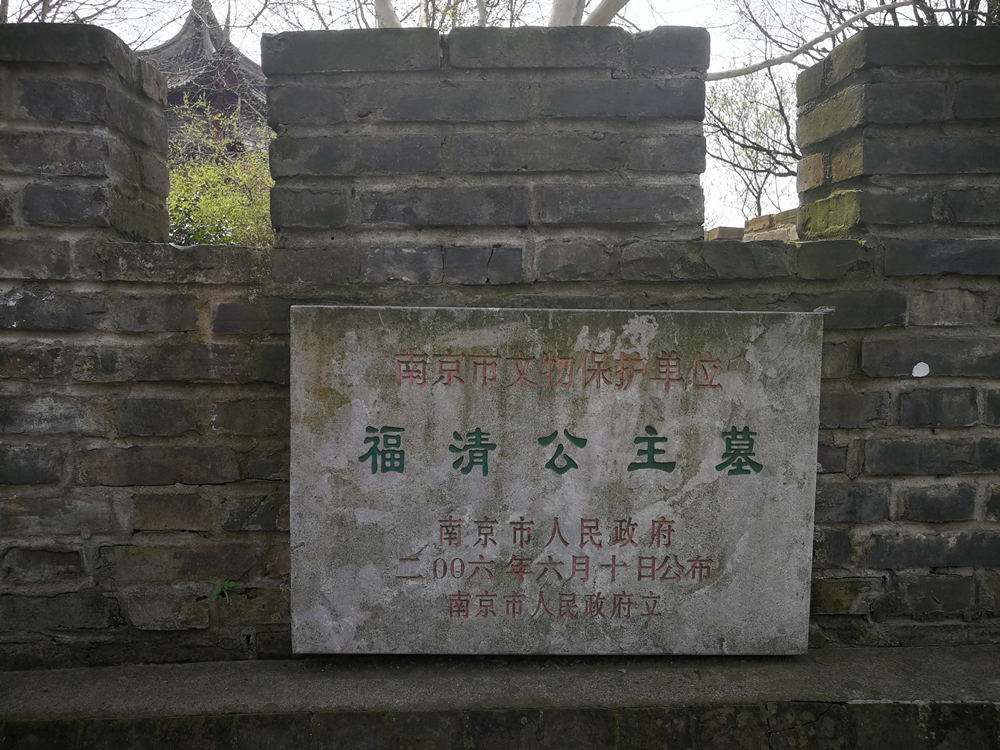 南京市文物保护单位
福清公主墓
南京市人民政府
二00六年六月十日公布
南京市人民政府立